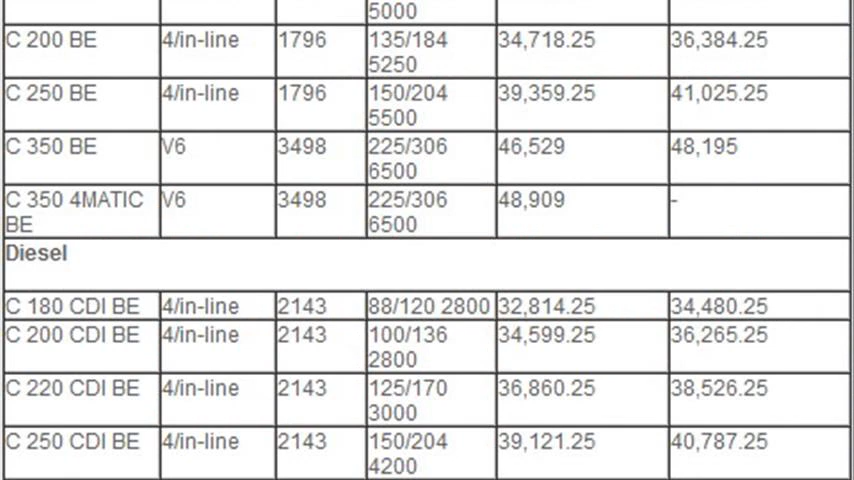 5000
C 200 BE 4/in-line 1796 135/184 34,718.25 36,384.25
5250
C 250 BE 4/in-line 1796 150/204 39,359.25 41,025.25
5500
C 350 BE V6 3498 225/306 46,529 48,195
6500
C 350 4MATIC V6 3498 225/306 48,909 -
BE 6500
Diesel
C 180 CDI BE 4/in-line 2143 88/120 2800 32,814.25 34,480.25
C 200 CDI BE 4/in-line 2143 100/136 34,599.25 36,265.25
2800
C 220 CDI BE 4/in-line 2143 125/170 36,860.25 38,526.25
3000
C 250 CDI BE 4/in-line 2143 150/204 39,121.25 40,787.25
4200